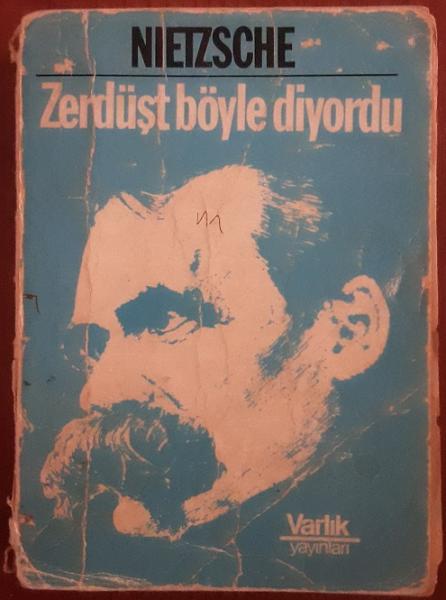 NIETZSCHE
Zerdüşt böyle diyordu
Varlık
yayınları